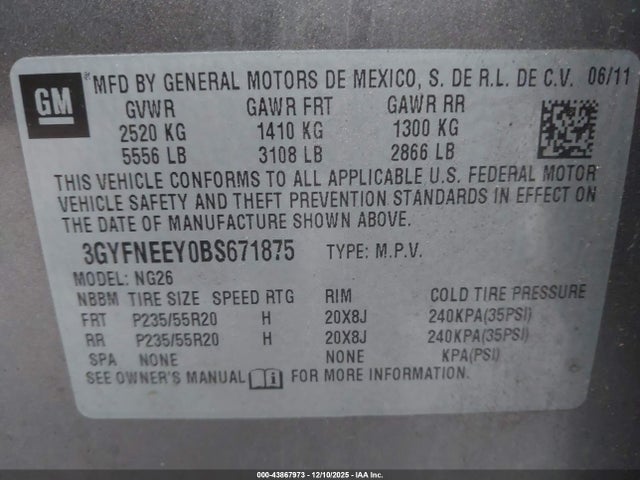 GM
MFD BY GENERAL MOTORS DE MEXICO, S. DE R.L. DE C.V. 06/11
GVWR GAWR FRT GAWR RR
2520 KG 1410 KG 1300 KG
5556 LB 3108 LB 2866 LB
THIS VEHICLE CONFORMS TO ALL APPLICABLE U.S. FEDERAL MOTOR
VEHICLE SAFETY AND THEFT PREVENTION STANDARDS IN EFFECT ON
THE DATE OF MANUFACTURE SHOWN ABOVE.
3GYFNEEY0BS671875 TYPE: M.P.V.
MODEL: NG26
NBBM TIRE SIZE SPEED RTG RIM COLD TIRE PRESSURE
FRT P235/55R20 H 20X8J 240KPA(35PSI)
RR P235/55R20 H 20X8J 240KPA(35PSI)
SPA NONE NONE KPA(PSI)
SEE OWNER'S MANUAL FOR MORE INFORMATION.
000-43867973 • 12/10/2025 • IAA Inc.